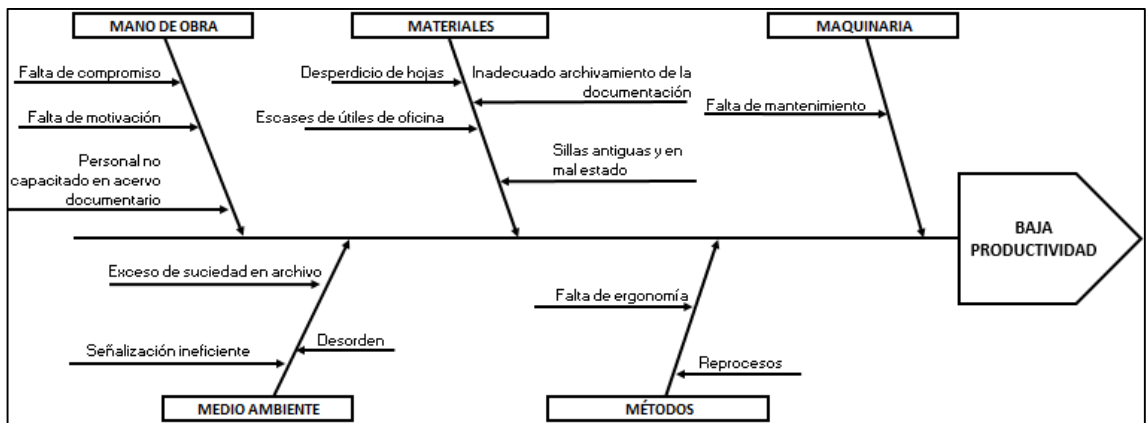 MANO DE OBRA
MATERIALES
MAQUINARIA
Falta de compromiso
Falta de motivación
Personal no
capacitado en acervo
documentario
Desperdicio de hojas
Inadecuado archivamiento de la
documentación
Escases de útiles de oficina
Sillas antiguas y en
mal estado
Falta de mantenimiento
BAJA
PRODUCTIVIDAD
Exceso de suciedad en archivo
Desorden
Señalización ineficiente
Falta de ergonomía
Reprocesos
MEDIO AMBIENTE
MÉTODOS